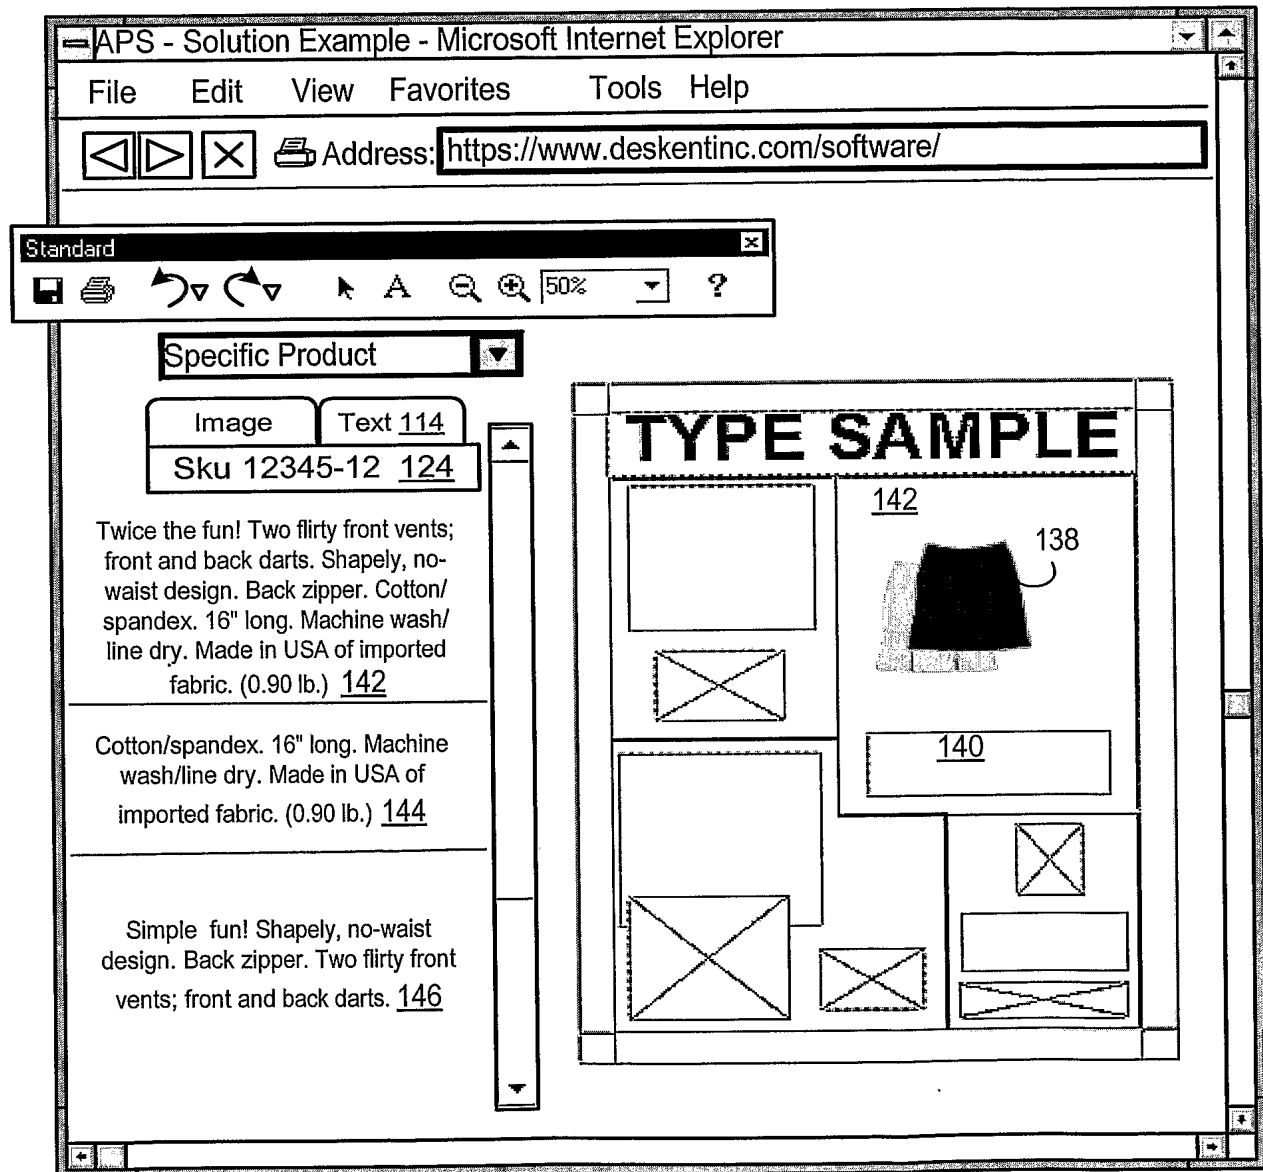 APS - Solution Example - Microsoft Internet Explorer
File Edit View Favorites Tools Help
Address: https://www.deskentinc.com/software/
Standard
A 50% ?
Specific Product
Image Text 114
Sku 12345-12 124
Twice the fun! Two flirty front vents;
front and back darts. Shapely, no-
waist design. Back zipper. Cotton/
spandex. 16" long. Machine wash/
line dry. Made in USA of imported
fabric. (0.90 lb.) 142
Cotton/spandex. 16" long. Machine
wash/line dry. Made in USA of
imported fabric. (0.90 lb.) 144
Simple fun! Shapely, no-waist
design. Back zipper. Two flirty front
vents; front and back darts. 146
TYPE SAMPLE
142
138
140